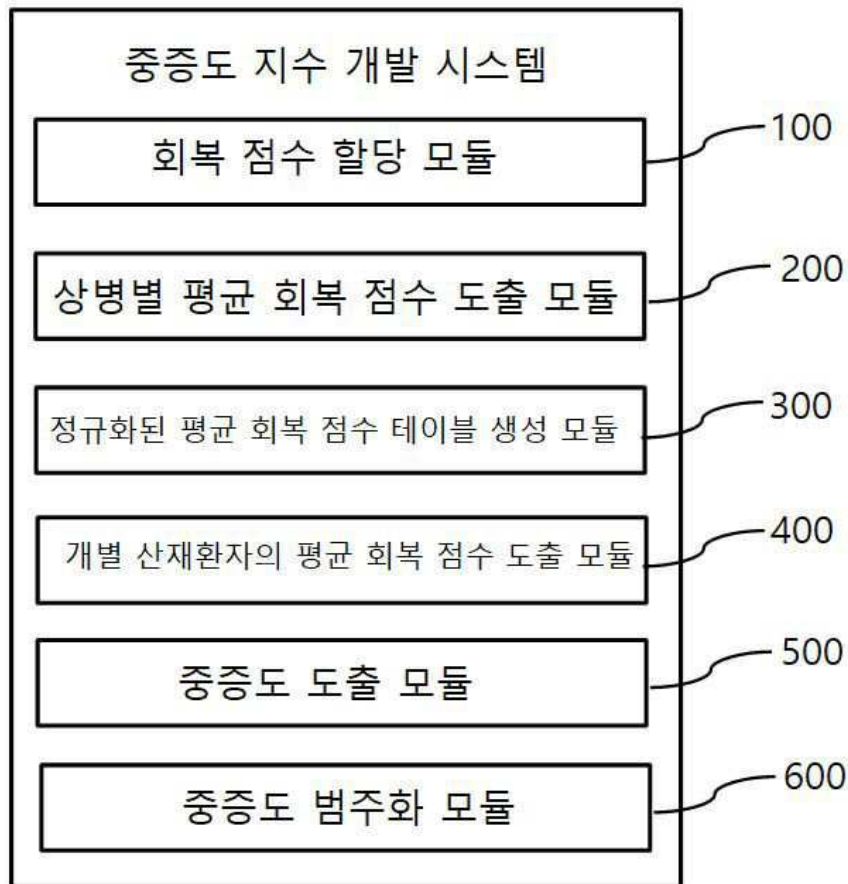 중증도 지수 개발 시스템
회복 점수 할당 모듈
100
상병별 평균 회복 점수 도출 모듈
200
정규화된 평균 회복 점수 테이블 생성 모듈
300
개별 산재환자의 평균 회복 점수 도출 모듈
400
중증도 도출 모듈
500
중증도 범주화 모듈
600